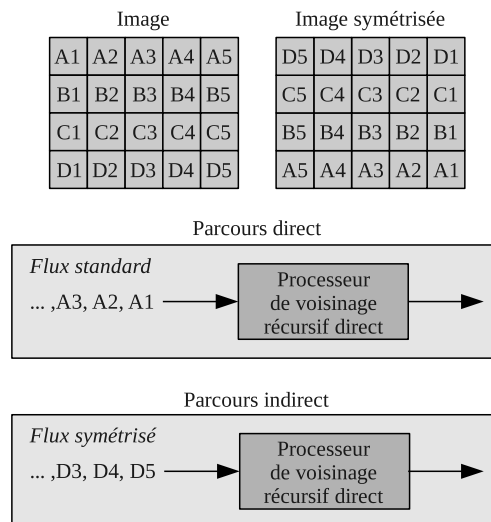 Image
A1 A2 A3 A4 A5
B1 B2 B3 B4 B5
C1 C2 C3 C4 C5
D1 D2 D3 D4 D5
Image symétrisée
D5 D4 D3 D2 D1
C5 C4 C3 C2 C1
B5 B4 B3 B2 B1
A5 A4 A3 A2 A1
Parcours direct
Flux standard
... ,A3, A2, A1
Processeur
de voisinage
récursif direct
Parcours indirect
Flux symétrisé
... ,D3, D4, D5
Processeur
de voisinage
récursif direct